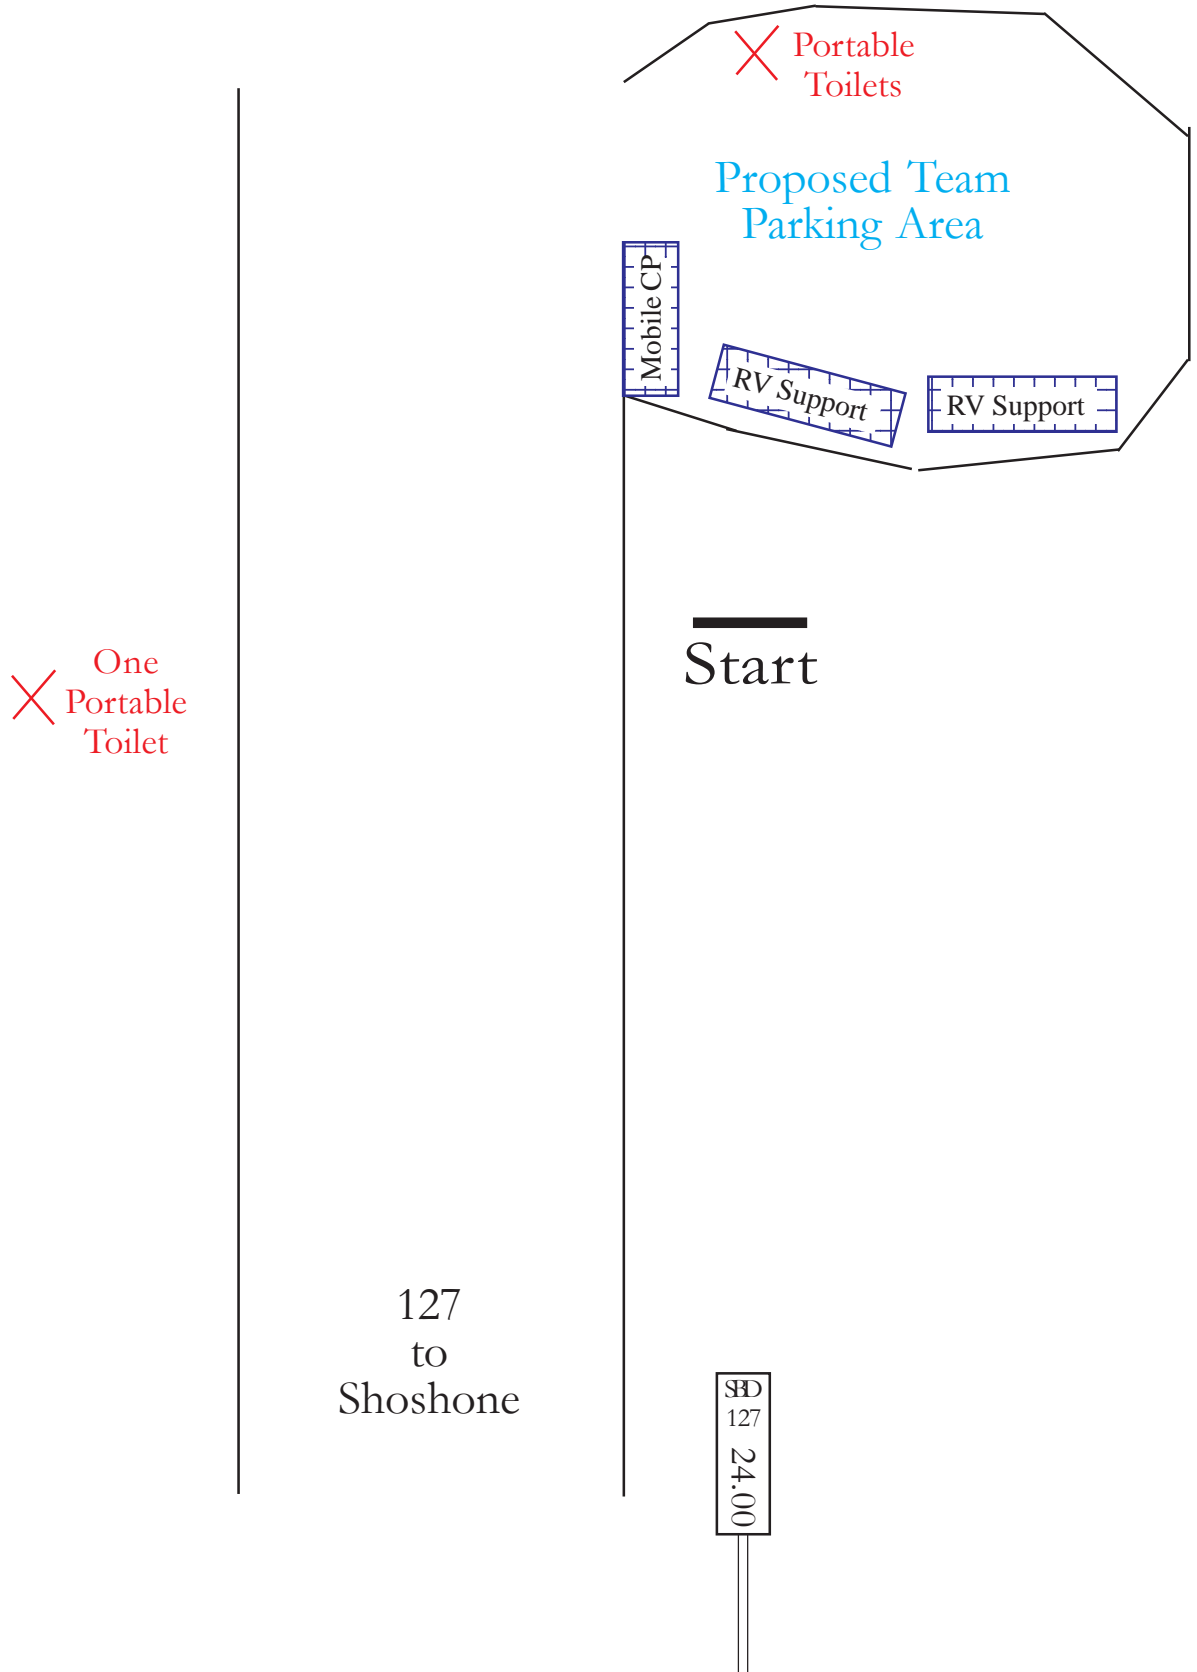 Portable
Toilets
Proposed Team
Parking Area
Mobile CP
RV Support
RV Support
Start
One
Portable
Toilet
127
to
Shoshone
SBD
127
24.00